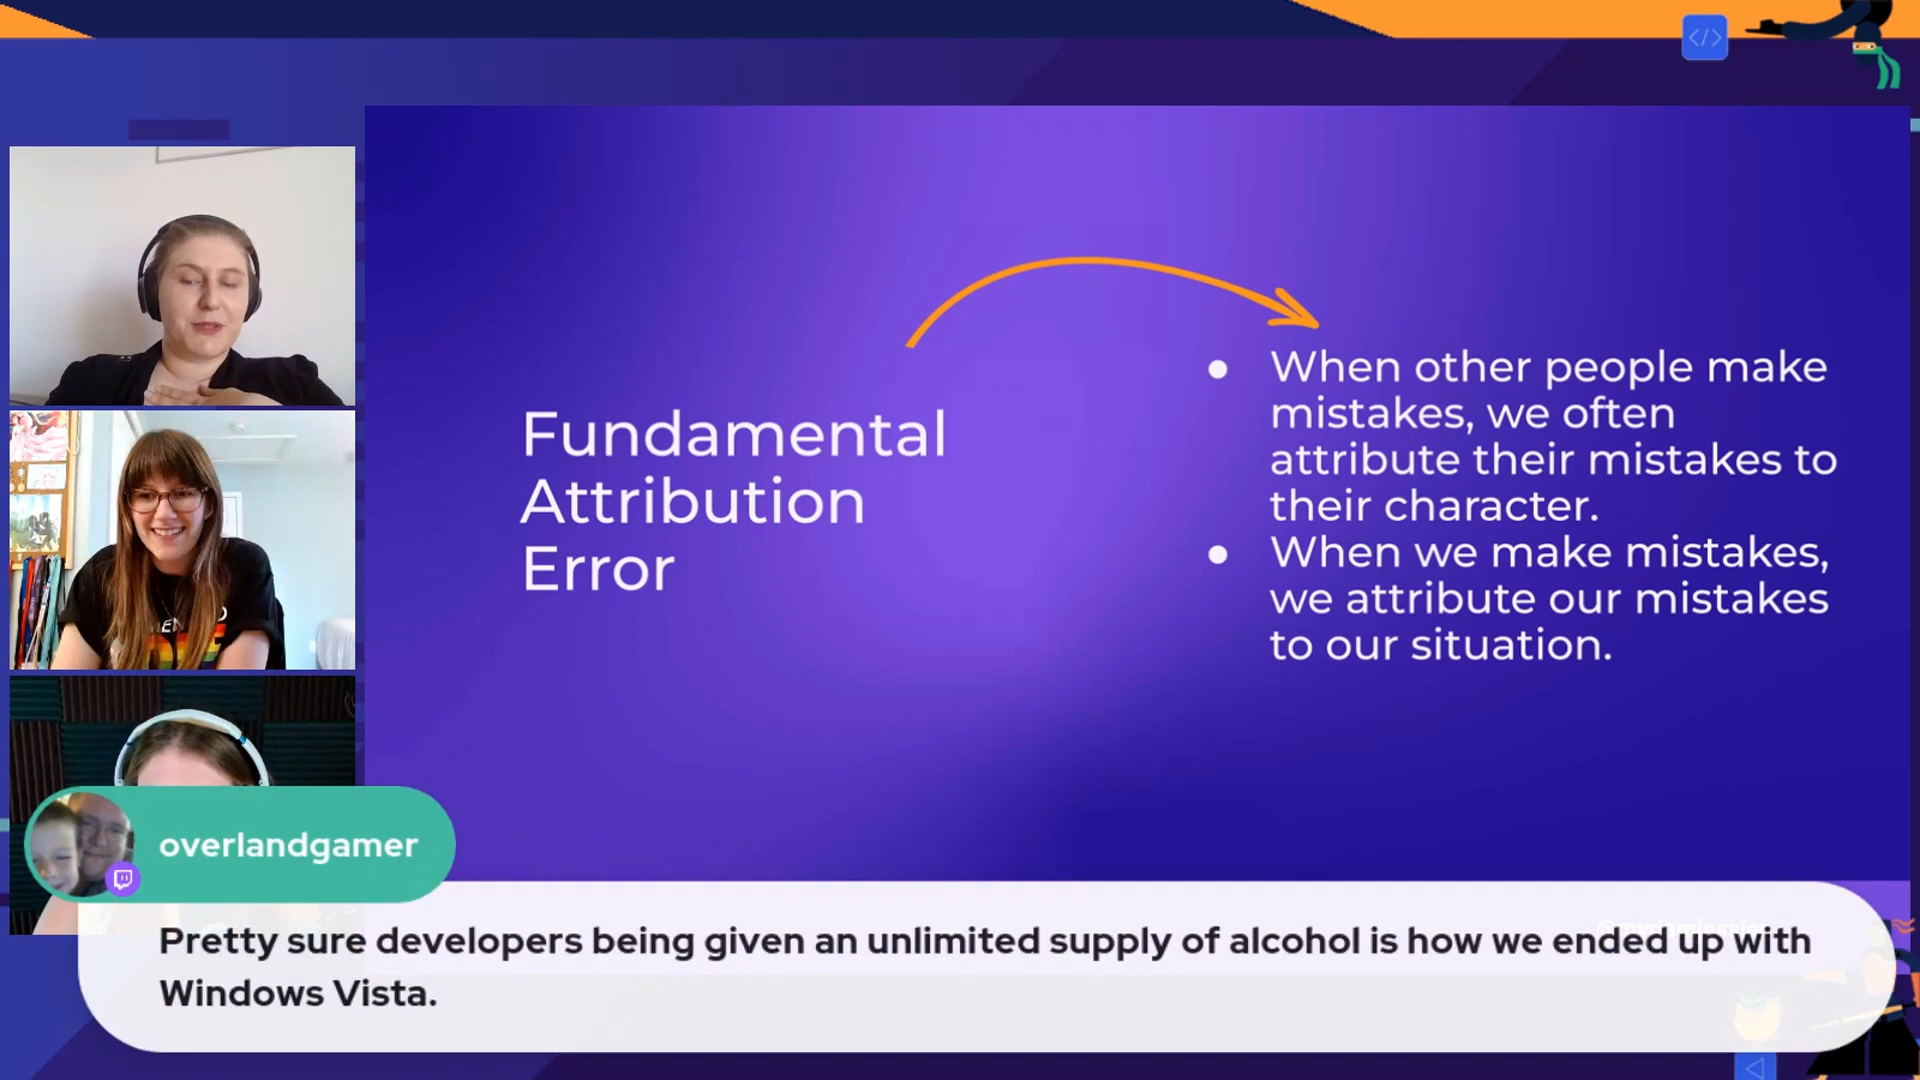 </>
Fundamental
Attribution
Error
● When other people make
mistakes, we often
attribute their mistakes to
their character.
● When we make mistakes,
we attribute our mistakes
to our situation.
overlandgamer
Pretty sure developers being given an unlimited supply of alcohol is how we ended up with
Windows Vista.